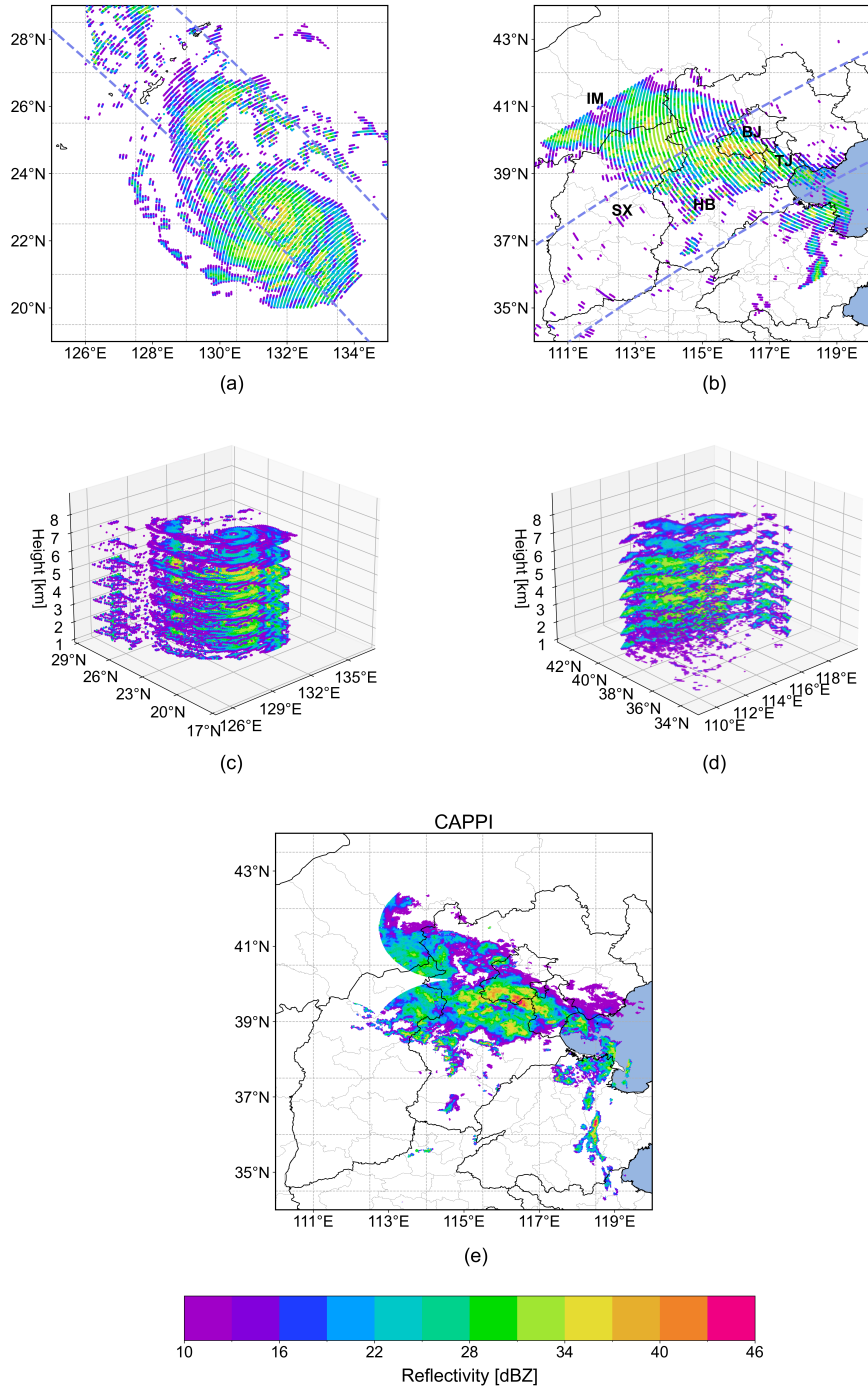 28°N
26°N
24°N
22°N
20°N
126°E 128°E 130°E 132°E 134°E
(a)
43°N
41°N
39°N
37°N
35°N
IM
BJ
TJ
HB
SX
111°E 113°E 115°E 117°E 119°E
(b)
Height [km]
8
7
6
5
4
3
2
1
29°N
26°N
23°N
20°N
17°N
126°E
129°E
132°E
135°E
(c)
Height [km]
8
7
6
5
4
3
2
1
42°N
40°N
38°N
36°N
34°N
110°E
112°E
114°E
116°E
118°E
(d)
CAPPI
43°N
41°N
39°N
37°N
35°N
111°E 113°E 115°E 117°E 119°E
(e)
10 16 22 28 34 40 46
Reflectivity [dBZ]